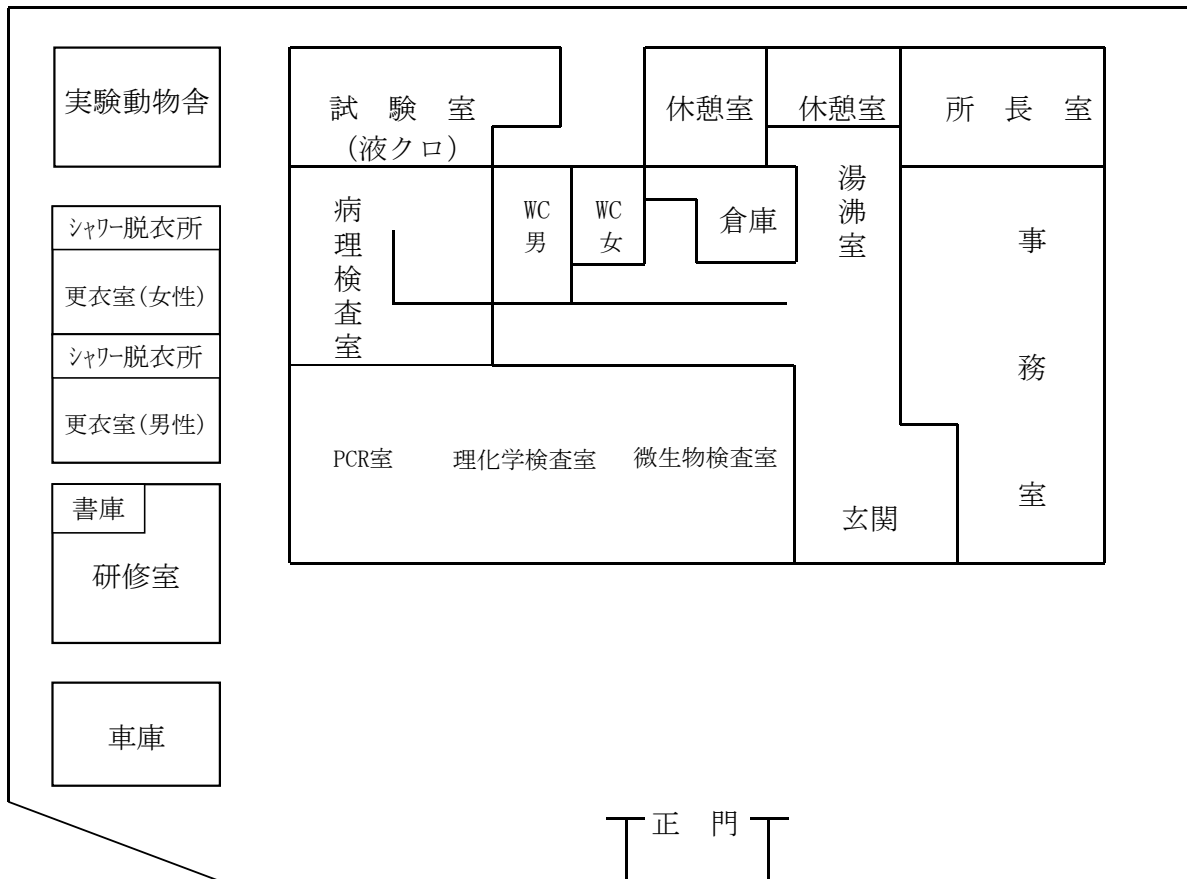 実験動物舎
シャワー脱衣所
更衣室(女性)
シャワー脱衣所
更衣室(男性)
書庫
研修室
車庫
試験室
(液クロ)
病理検査室
WC
男
WC
女
休憩室
休憩室
所長室
倉庫
湯沸室
事務室
PCR室
理化学検査室
微生物検査室
玄関
正門